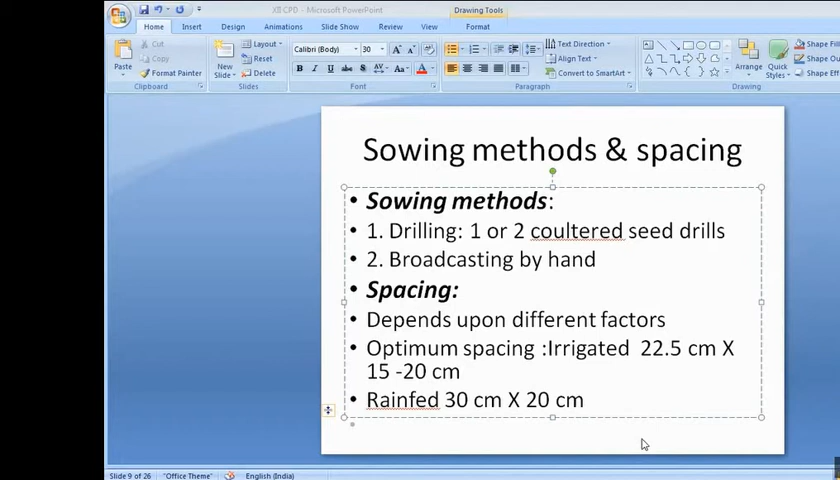 XII CPD - Microsoft PowerPoint
Drawing Tools
Home Insert Design Animations Slide Show Review View Format
Paste
Cut
Copy
Format Painter
Clipboard
New Slide
Layout
Reset
Delete
Slides
Calibri (Body) 30
B I U abc S AV Aa A
Font
Text Direction
Align Text
Convert to SmartArt
Paragraph
Arrange
Quick Styles
Shape Fill
Shape Ou
Shape Eff
Drawing
Sowing methods & spacing
• Sowing methods:
• 1. Drilling: 1 or 2 coultered seed drills
• 2. Broadcasting by hand
• Spacing:
• Depends upon different factors
• Optimum spacing :Irrigated 22.5 cm X
15 -20 cm
• Rainfed 30 cm X 20 cm
Slide 9 of 26 "Office Theme" English (India)